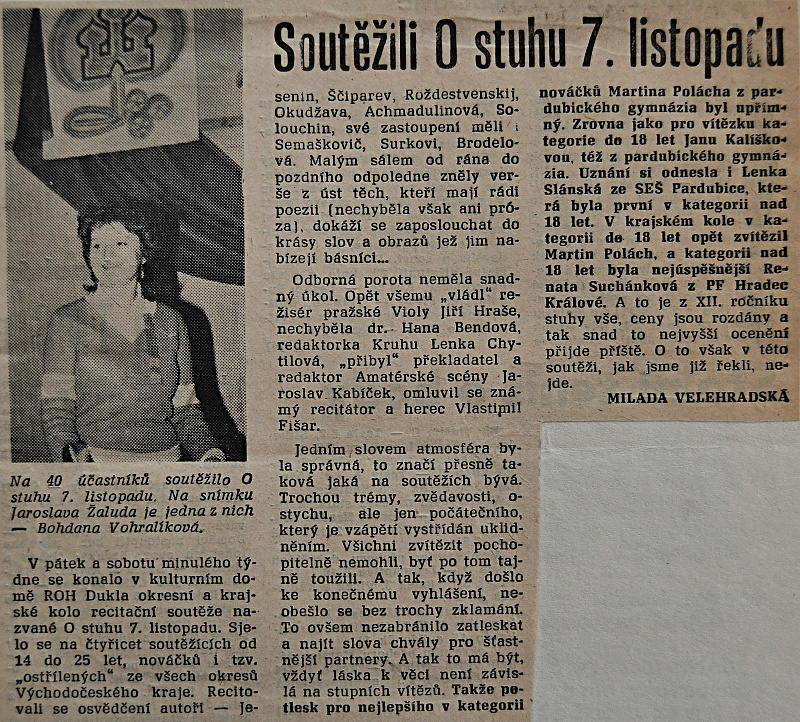 Soutěžili O stuhu 7. listopadu
Na 40 účastníků soutěžilo O
stuhu 7. listopadu. Na snímku
Jaroslava Žaluda je jedna z nich
— Bohdana Vohralíková.
V pátek a sobotu minulého tý-
dne se konalo v kulturním do-
mě ROH Dukla okresní a kraj-
ské kolo recitační soutěže na-
zvané O stuhu 7. listopadu. Sje-
lo se na čtyřicet soutěžících od
14 do 25 let, nováčků i tzv.
„ostřílených" ze všech okresů
Východočeského kraje. Recito-
vali se osvědčení autoři — Je-
senin, Ščiparev, Roždestvenskij,
Okudžava, Achmadulinová, So-
louchin, své zastoupení měli i
Semaškovič, Surkovi, Brodelo-
vá. Malým sálem od rána do
pozdního odpoledne zněly ver-
še z úst těch, kteří mají rádi
poezii (nechyběla však ani pró-
za), dokáží se zaposlouchat do
krásy slov a obrazů jež jim na-
bízejí básníci...
Odborná porota neměla snad-
ný úkol. Opět všemu „vládl" re-
žisér pražské Violy Jiří Hraše,
nechyběla dr. Hana Bendová,
redaktorka Kruhu Lenka Chy-
tilová, „přibyl" překladatel a
redaktor Amatérské scény Ja-
roslav Kabíček, omluvil se zná-
mý recitátor a herec Vlastimil
Fišar.
Jedním slovem atmosféra by-
la správná, to značí přesně ta-
ková jaká na soutěžích bývá.
Trochou trémy, zvědavosti, o-
stychu, ale jen počátečního,
který je vzápětí vystřídán uklid-
něním. Všichni zvítězit pocho-
pitelně nemohli, byť po tom taj-
ně toužili. A tak, když došlo
ke konečnému vyhlášení, ne-
obešlo se bez trochy zklamání.
To ovšem nezabránilo zatleskat
a najít slova chvály pro šťast-
nější partnery. A tak to má být,
vždyť láska k věci není závis-
lá na stupních vítězů. Takže po-
tlesk pro nejlepšího v kategorii
nováčků Martina Polácha z par-
dubického gymnázia byl upřím-
ný. Zrovna jako pro vítězku ka-
tegorie do 18 let Janu Kalíško-
vou, též z pardubického gymná-
zia. Uznání si odnesla i Lenka
Slánská ze SEŠ Pardubice, kte-
rá byla první v kategorii nad
18 let. V krajském kole v ka-
tegorii do 18 let opět zvítězil
Martin Polách, a kategorii nad
18 let byla nejúspěšnější Re-
nata Suchánková z PF Hradec
Králové. A to je z XII. ročníku
stuhy vše, ceny jsou rozdány a
tak snad to nejvyšší ocenění
přijde příště. O to však v této
soutěži, jak jsme již řekli, ne-
jde.
MILADA VELEHRADSKÁ